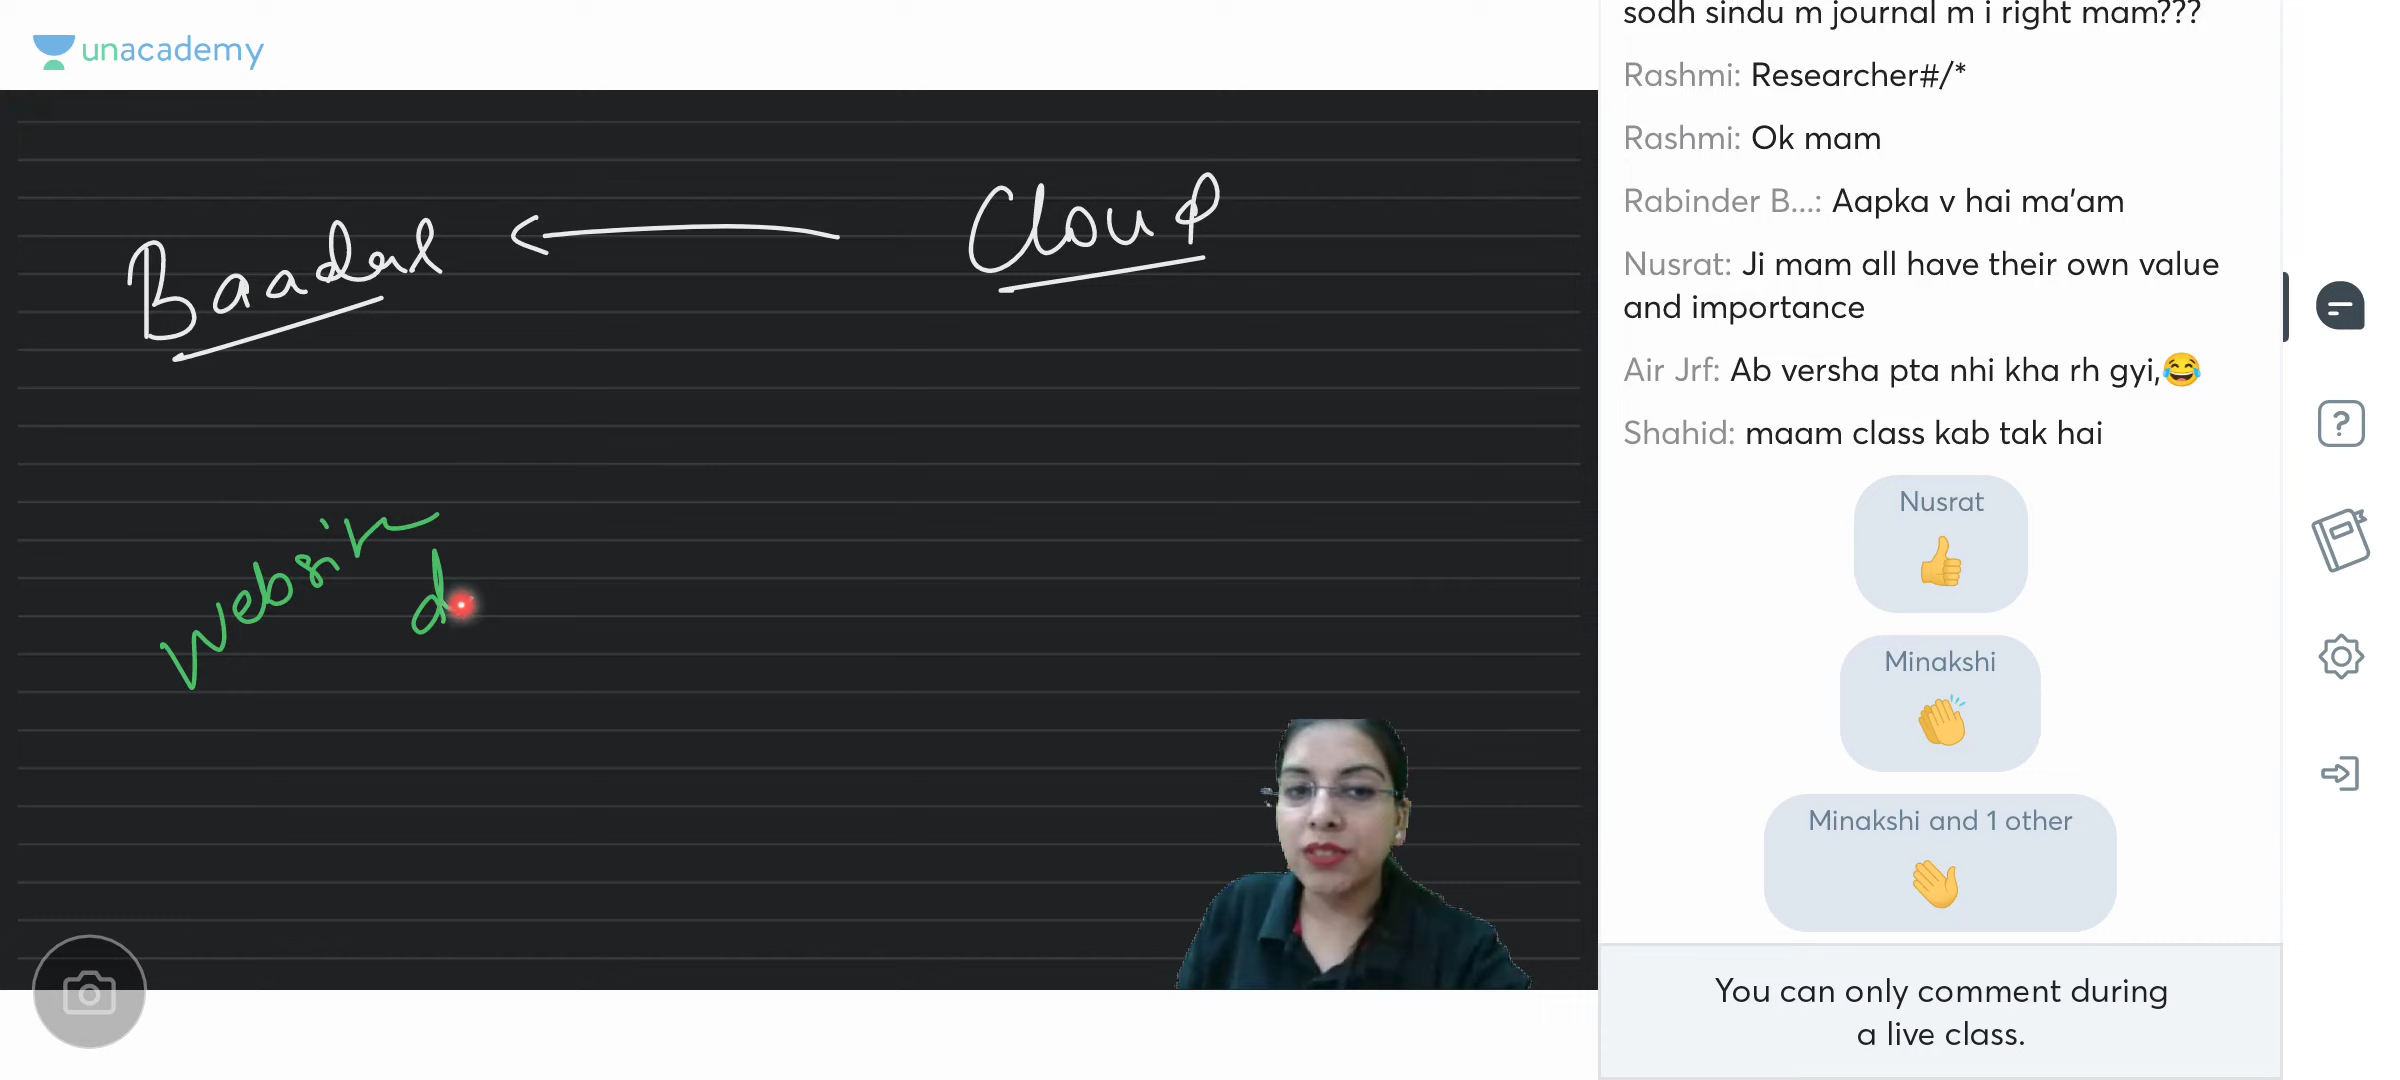 unacademy
Baadal
Cloud
website
d
sodh sindu m journal m i right mam???
Rashmi: Researcher#/*
Rashmi: Ok mam
Rabinder B...: Aapka v hai ma'am
Nusrat: Ji mam all have their own value
and importance
Air Jrf: Ab versha pta nhi kha rh gyi,😂
Shahid: maam class kab tak hai
Nusrat
👍
Minakshi
👏
Minakshi and 1 other
👋
You can only comment during
a live class.